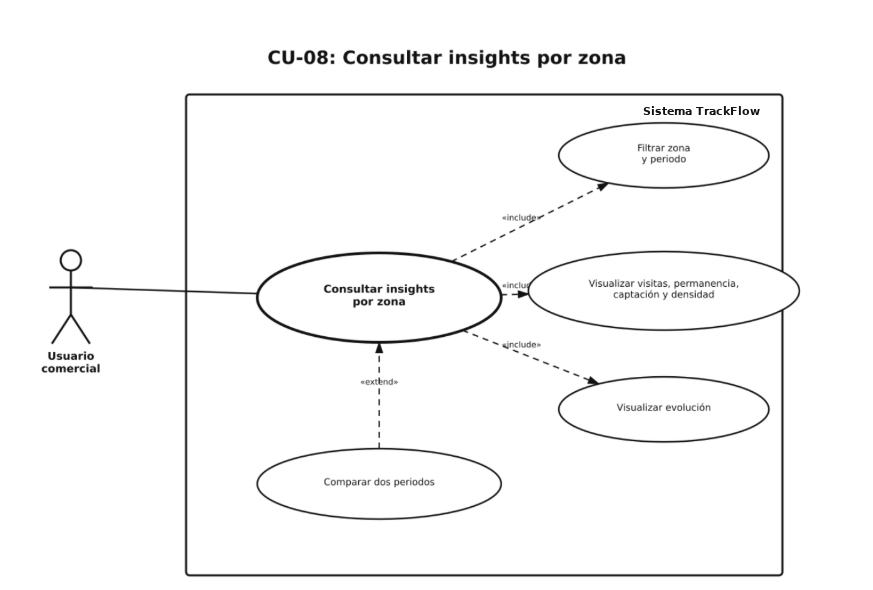 CU-08: Consultar insights por zona
Sistema TrackFlow
Filtrar zona
y periodo
«include»
Consultar insights
por zona
«inclu
Visualizar visitas, permanencia,
captación y densidad
«include»
Usuario
comercial
«extend»
Visualizar evolución
Comparar dos periodos